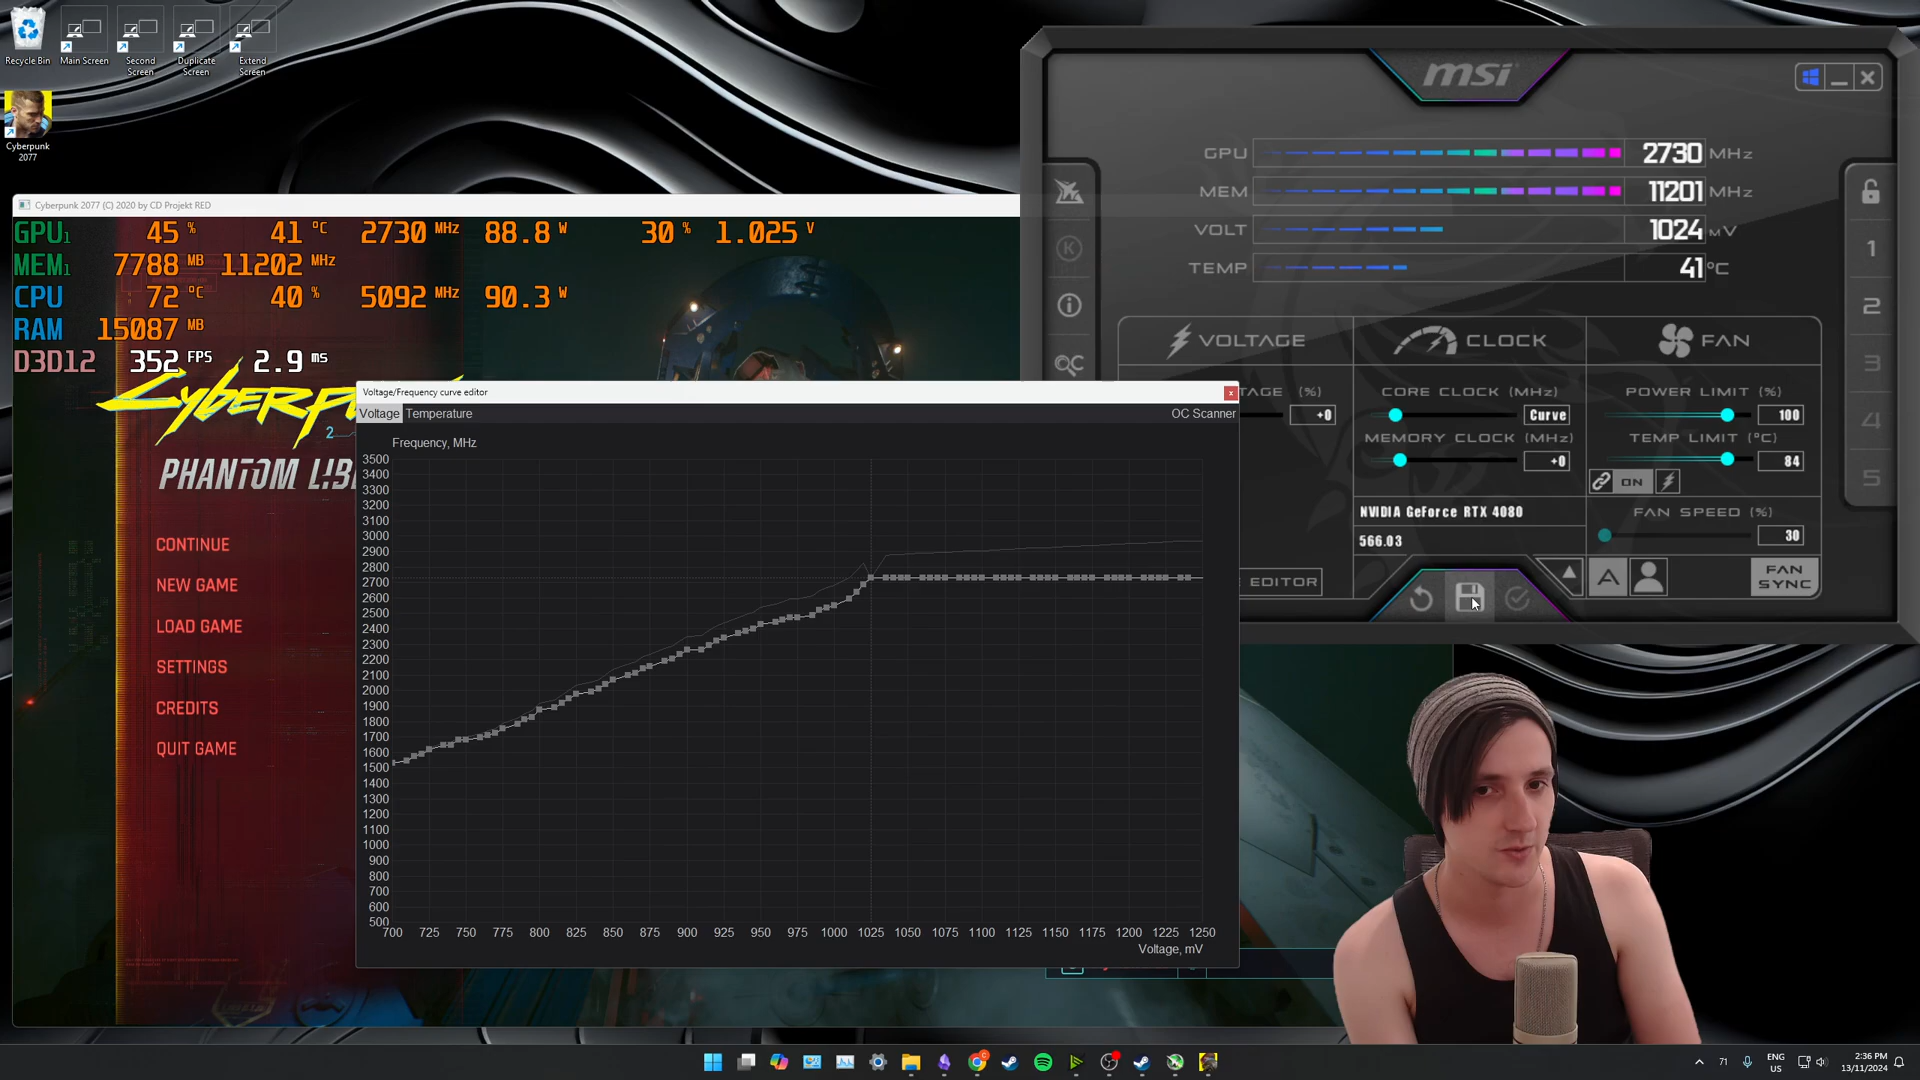 Recycle Bin
Main Screen
Second Screen
Duplicate Screen
Extend Screen
Cyberpunk 2077
Cyberpunk 2077 (C) 2020 by CD Projekt RED
GPU1 45 % 41 °C 2730 MHz 88.8 W 30 % 1.025 V
MEM1 7788 MB 11202 MHz
CPU 72 °C 40 % 5092 MHz 90.3 W
RAM 15087 MB
D3D12 352 FPS 2.9 ms
PHANTOM L!B
CONTINUE
NEW GAME
LOAD GAME
SETTINGS
CREDITS
QUIT GAME
Voltage/Frequency curve editor
x
Voltage Temperature OC Scanner
Frequency, MHz
3500
3400
3300
3200
3100
3000
2900
2800
2700
2600
2500
2400
2300
2200
2100
2000
1900
1800
1700
1600
1500
1400
1300
1200
1100
1000
900
800
700
600
500
700 725 750 775 800 825 850 875 900 925 950 975 1000 1025 1050 1075 1100 1125 1150 1175 1200 1225 1250
Voltage, mV
msi
GPU 2730 MHz
MEM 11201 MHz
VOLT 1024 mV
TEMP 41 °C
K
i
OC
1
2
3
4
5
VOLTAGE
CLOCK
FAN
TAGE (%)
+0
CORE CLOCK (MHz)
Curve
MEMORY CLOCK (MHz)
+0
POWER LIMIT (%)
100
TEMP LIMIT (°C)
84
ON
NVIDIA GeForce RTX 4080
566.03
FAN SPEED (%)
30
E EDITOR
A
FAN SYNC
71
ENG
US
2:36 PM
13/11/2024